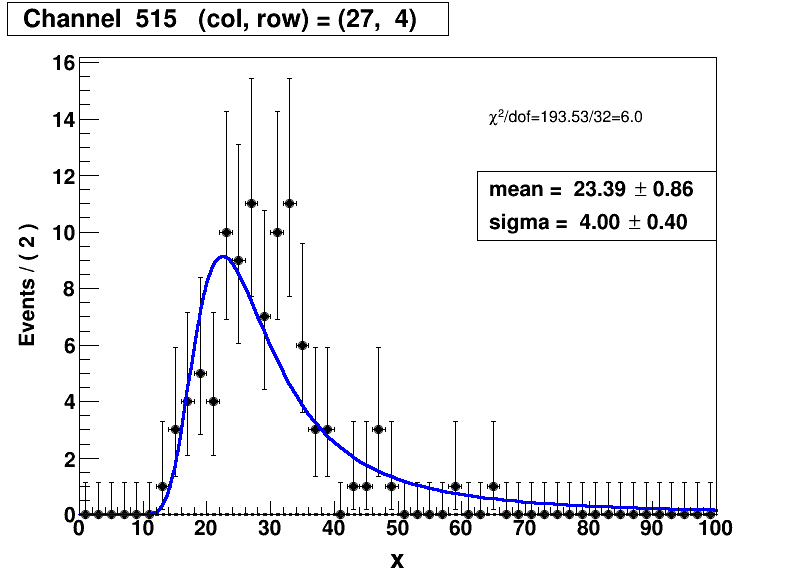 Channel 515 (col, row) = (27, 4)
16
14
12
10
8
6
4
2
0
Events / ( 2 )
χ²/dof=193.53/32=6.0
mean = 23.39 ± 0.86
sigma = 4.00 ± 0.40
0 10 20 30 40 50 60 70 80 90 100
x